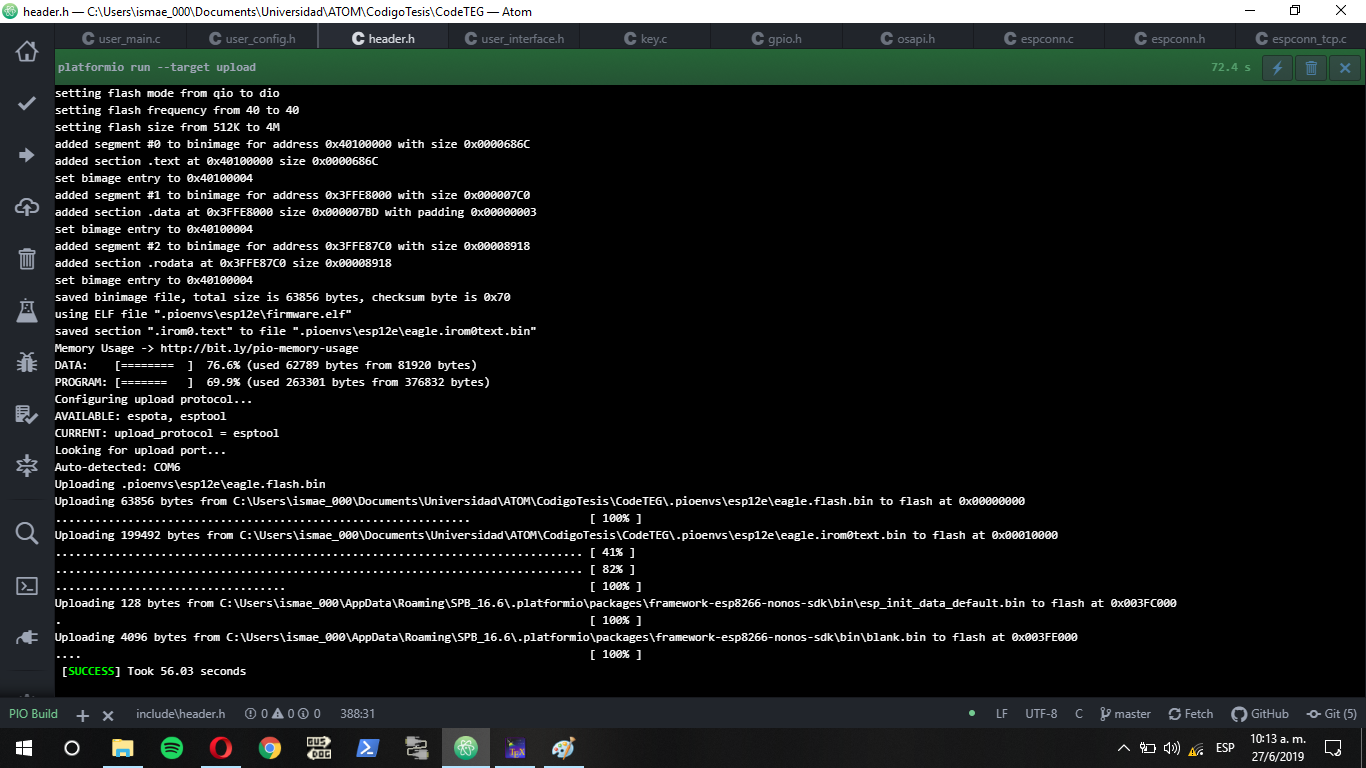 header.h — C:\Users\ismae_000\Documents\Universidad\ATOM\CodigoTesis\CodeTEG — Atom
user_main.c user_config.h header.h user_interface.h key.c gpio.h osapi.h espconn.c espconn.h espconn_tcp.c
platformio run --target upload 72.4 s
setting flash mode from qio to dio
setting flash frequency from 40 to 40
setting flash size from 512K to 4M
added segment #0 to binimage for address 0x40100000 with size 0x0000686C
added section .text at 0x40100000 size 0x0000686C
set bimage entry to 0x40100004
added segment #1 to binimage for address 0x3FFE8000 with size 0x000007C0
added section .data at 0x3FFE8000 size 0x000007BD with padding 0x00000003
set bimage entry to 0x40100004
added segment #2 to binimage for address 0x3FFE87C0 with size 0x00008918
added section .rodata at 0x3FFE87C0 size 0x00008918
set bimage entry to 0x40100004
saved binimage file, total size is 63856 bytes, checksum byte is 0x70
using ELF file ".pioenvs\esp12e\firmware.elf"
saved section ".irom0.text" to file ".pioenvs\esp12e\eagle.irom0text.bin"
Memory Usage -> http://bit.ly/pio-memory-usage
DATA: [======== ] 76.6% (used 62789 bytes from 81920 bytes)
PROGRAM: [======= ] 69.9% (used 263301 bytes from 376832 bytes)
Configuring upload protocol...
AVAILABLE: espota, esptool
CURRENT: upload_protocol = esptool
Looking for upload port...
Auto-detected: COM6
Uploading .pioenvs\esp12e\eagle.flash.bin
Uploading 63856 bytes from C:\Users\ismae_000\Documents\Universidad\ATOM\CodigoTesis\CodeTEG\.pioenvs\esp12e\eagle.flash.bin to flash at 0x00000000
............................................................... [ 100% ]
Uploading 199492 bytes from C:\Users\ismae_000\Documents\Universidad\ATOM\CodigoTesis\CodeTEG\.pioenvs\esp12e\eagle.irom0text.bin to flash at 0x00010000
................................................................................ [ 41% ]
................................................................................ [ 82% ]
................................... [ 100% ]
Uploading 128 bytes from C:\Users\ismae_000\AppData\Roaming\SPB_16.6\.platformio\packages\framework-esp8266-nonos-sdk\bin\esp_init_data_default.bin to flash at 0x003FC000
. [ 100% ]
Uploading 4096 bytes from C:\Users\ismae_000\AppData\Roaming\SPB_16.6\.platformio\packages\framework-esp8266-nonos-sdk\bin\blank.bin to flash at 0x003FE000
.... [ 100% ]
[SUCCESS] Took 56.03 seconds
PIO Build include\header.h 0 0 0 388:31 LF UTF-8 C master Fetch GitHub Git (5)
GUS DOG TEX ESP 10:13 a. m.
27/6/2019